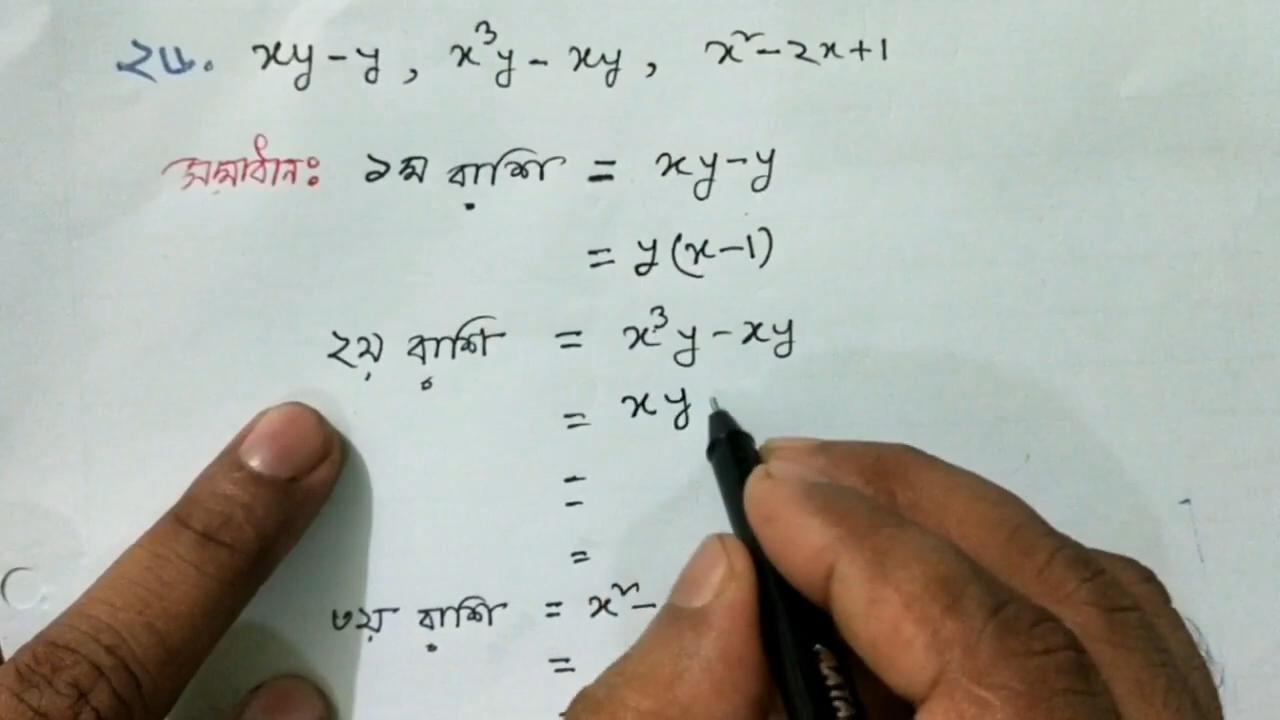 ২৮. xy-y, x³y - xy, x²-2x+1
সমাধানঃ ১ম রাশি = xy-y
= y(x-1)
২য় রাশি = x³y-xy
= xy
=
=
৩য় রাশি = x²-
=